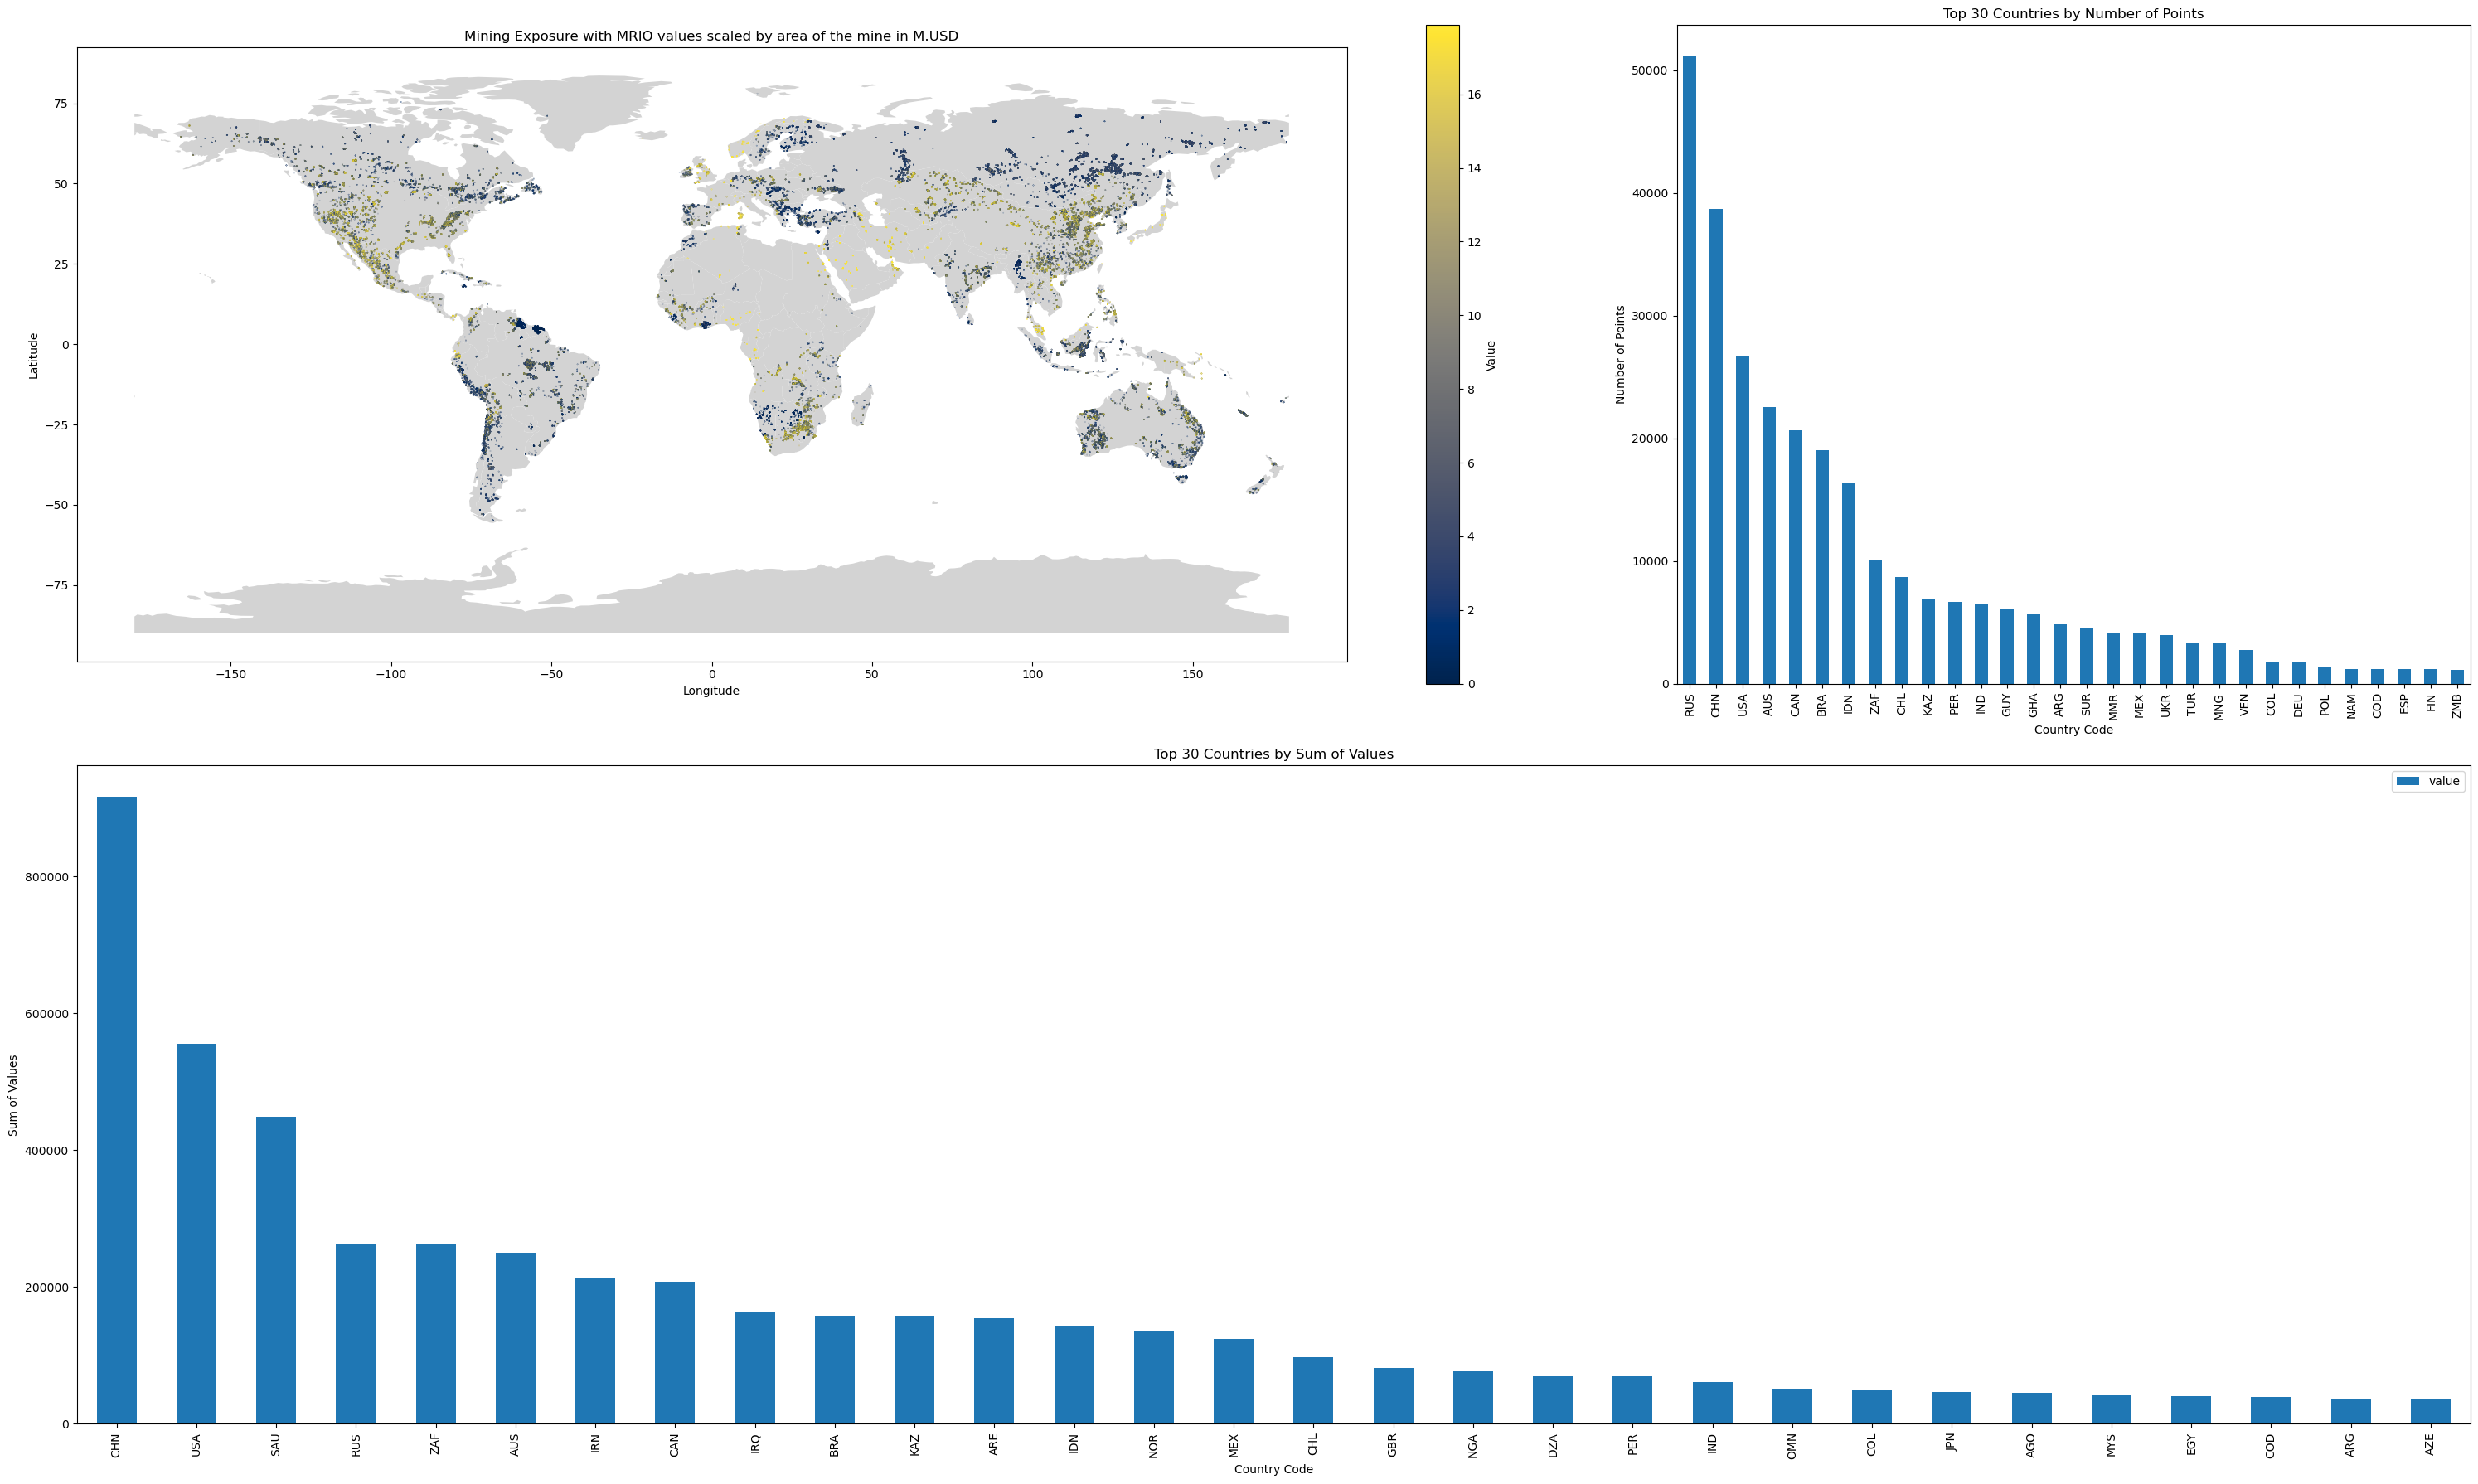 Mining Exposure with MRIO values scaled by area of the mine in M.USD
75
50
25
0
−25
−50
−75
Latitude
−150
−100
−50
0
50
100
150
Longitude
16
14
12
10
8
6
4
2
0
Value
Top 30 Countries by Number of Points
50000
40000
30000
20000
10000
0
Number of Points
RUS
CHN
USA
AUS
CAN
BRA
IDN
ZAF
CHL
KAZ
PER
IND
GUY
GHA
ARG
SUR
MMR
MEX
UKR
TUR
MNG
VEN
COL
DEU
POL
NAM
COD
ESP
FIN
ZMB
Country Code
Top 30 Countries by Sum of Values
value
800000
600000
400000
200000
0
Sum of Values
CHN
USA
SAU
RUS
ZAF
AUS
IRN
CAN
IRQ
BRA
KAZ
ARE
IDN
NOR
MEX
CHL
GBR
NGA
DZA
PER
IND
OMN
COL
JPN
AGO
MYS
EGY
COD
ARG
AZE
Country Code